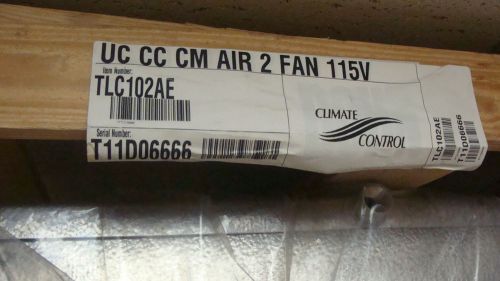 UC CC CM AIR 2 FAN 115V
Item Number:
TLC102AE
Serial Number:
T11D06666
CLIMATE
CONTROL
TLC102AE
T11D06666